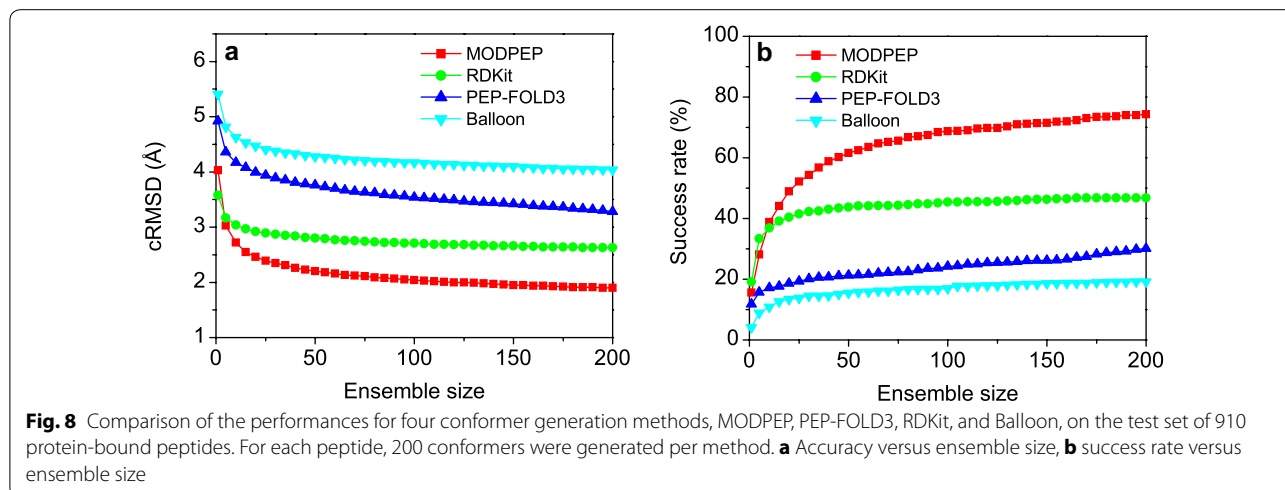 a
MODPEP
RDKit
PEP-FOLD3
Balloon
cRMSD (Å)
6
5
4
3
2
1
0 50 100 150 200
Ensemble size
b
MODPEP
RDKit
PEP-FOLD3
Balloon
Success rate (%)
100
80
60
40
20
0
0 50 100 150 200
Ensemble size
Fig. 8 Comparison of the performances for four conformer generation methods, MODPEP, PEP-FOLD3, RDKit, and Balloon, on the test set of 910
protein-bound peptides. For each peptide, 200 conformers were generated per method. a Accuracy versus ensemble size, b success rate versus
ensemble size